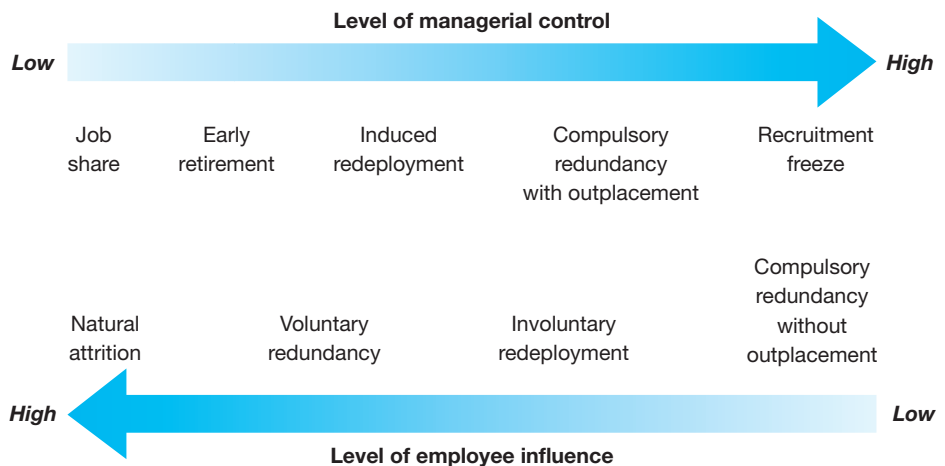 Level of managerial control
Low
High
Job
share
Early
retirement
Induced
redeployment
Compulsory
redundancy
with outplacement
Recruitment
freeze
Natural
attrition
Voluntary
redundancy
Involuntary
redeployment
Compulsory
redundancy
without
outplacement
High
Low
Level of employee influence